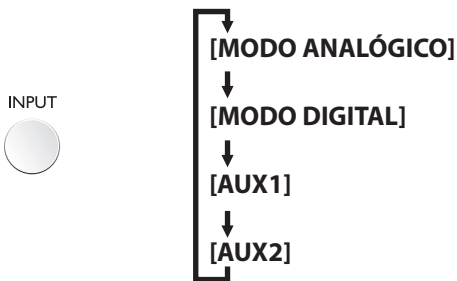 INPUT
[MODO ANALÓGICO]
[MODO DIGITAL]
[AUX1]
[AUX2]